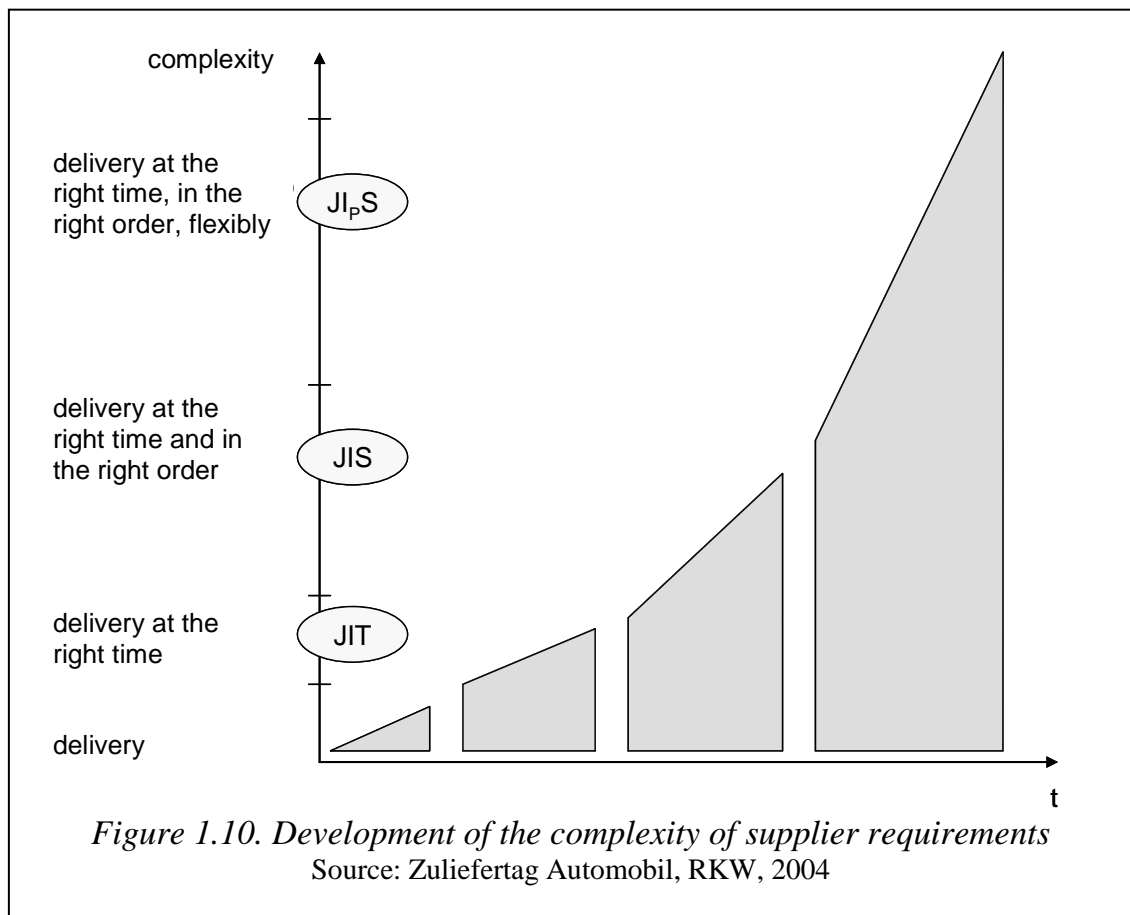 complexity
delivery at the
right time, in the
right order, flexibly
JIPS
delivery at the
right time and in
the right order
JIS
delivery at the
right time
JIT
delivery
t
Figure 1.10. Development of the complexity of supplier requirements
Source: Zuliefertag Automobil, RKW, 2004